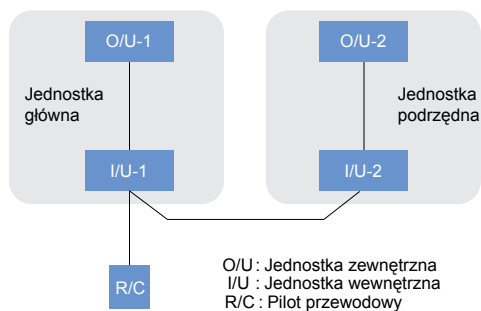 O/U-1
O/U-2
Jednostka
główna
Jednostka
podrzędna
I/U-1
I/U-2
R/C
O/U : Jednostka zewnętrzna
I/U : Jednostka wewnętrzna
R/C : Pilot przewodowy